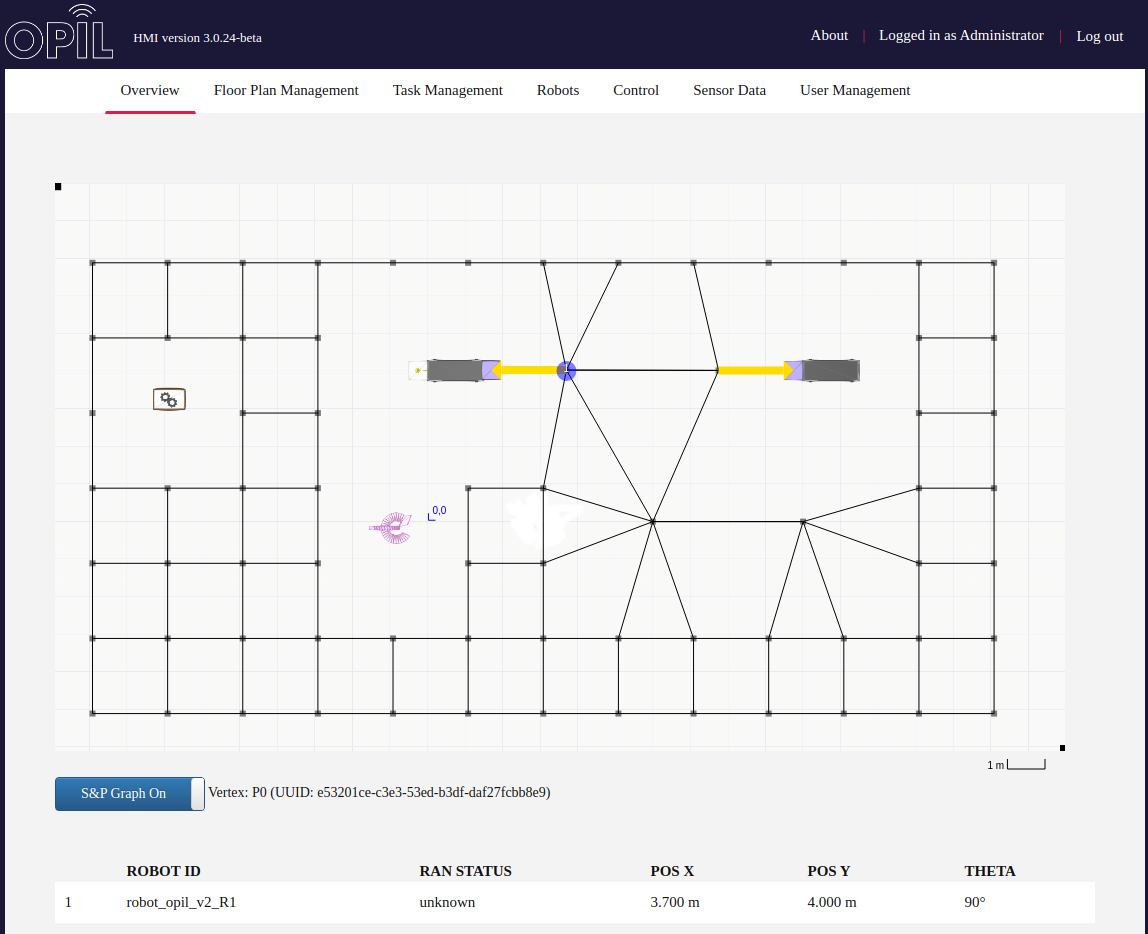 OPIL
HMI version 3.0.24-beta
About | Logged in as Administrator | Log out
Overview Floor Plan Management Task Management Robots Control Sensor Data User Management
0,0
1 m
S&P Graph On Vertex: P0 (UUID: e53201ce-c3e3-53ed-b3df-daf27fcbb8e9)
ROBOT ID RAN STATUS POS X POS Y THETA
1 robot_opil_v2_R1 unknown 3.700 m 4.000 m 90°